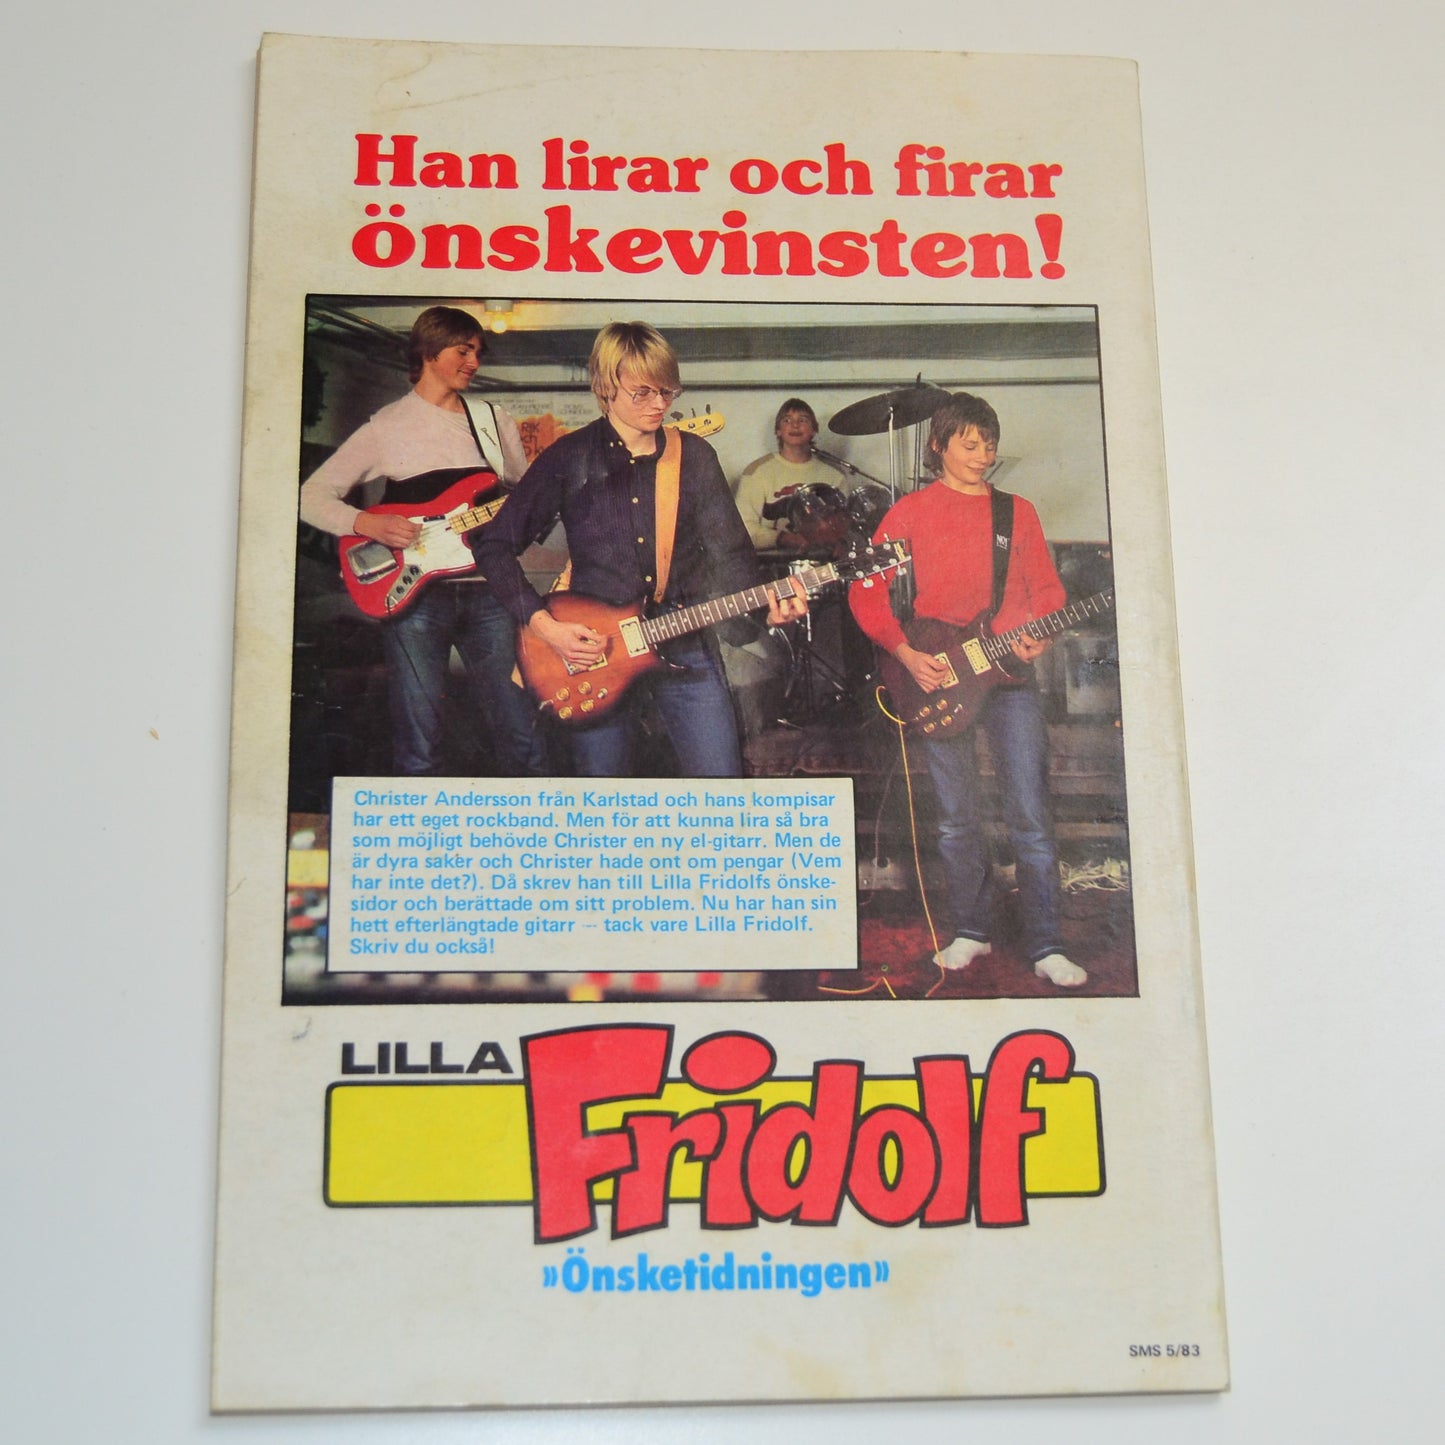 Han lirar och firar
önskevinsten!
Christer Andersson från Karlstad och hans kompisar
har ett eget rockband. Men för att kunna lira så bra
som möjligt behövde Christer en ny el-gitarr. Men de
är dyra saker och Christer hade ont om pengar (Vem
har inte det?). Då skrev han till Lilla Fridolfs önske-
sidor och berättade om sitt problem. Nu har han sin
hett efterlängtade gitarr — tack vare Lilla Fridolf.
Skriv du också!
LILLA
Fridolf
»Önsketidningen»
SMS 5/83